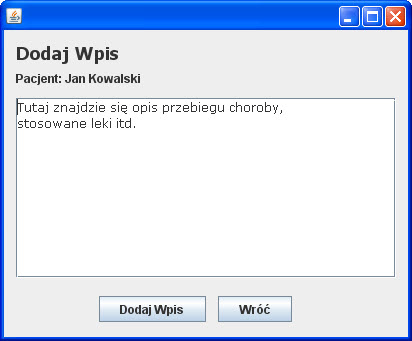 Dodaj Wpis
Pacjent: Jan Kowalski
Tutaj znajdzie się opis przebiegu choroby,
stosowane leki itd.
Dodaj Wpis
Wróć